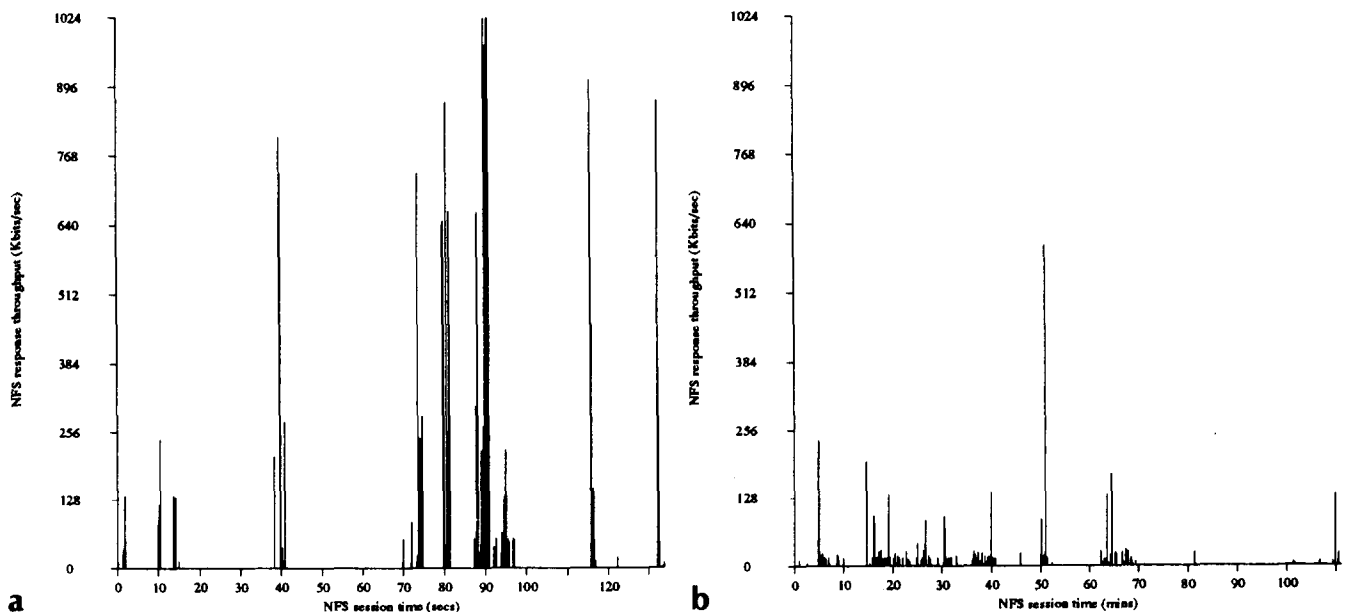 1024
896
768
640
512
384
256
128
0
NFS response throughput (Kbits/sec)
0 10 20 30 40 50 60 70 80 90 100 120
NFS session time (secs)
a
1024
896
768
640
512
384
256
128
0
NFS response throughput (Kbits/sec)
0 10 20 30 40 50 60 70 80 90 100
NFS session time (mins)
b